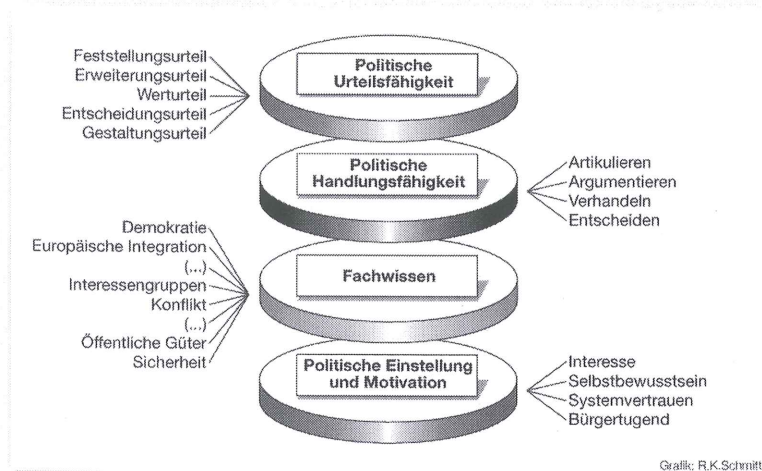 Feststellungsurteil
Erweiterungsurteil
Werturteil
Entscheidungsurteil
Gestaltungsurteil
Politische
Urteilsfähigkeit
Politische
Handlungsfähigkeit
Artikulieren
Argumentieren
Verhandeln
Entscheiden
Demokratie
Europäische Integration
(...)
Interessengruppen
Konflikt
(...)
Öffentliche Güter
Sicherheit
Fachwissen
Politische Einstellung
und Motivation
Interesse
Selbstbewusstsein
Systemvertrauen
Bürgertugend
Grafik: R.K.Schmitt